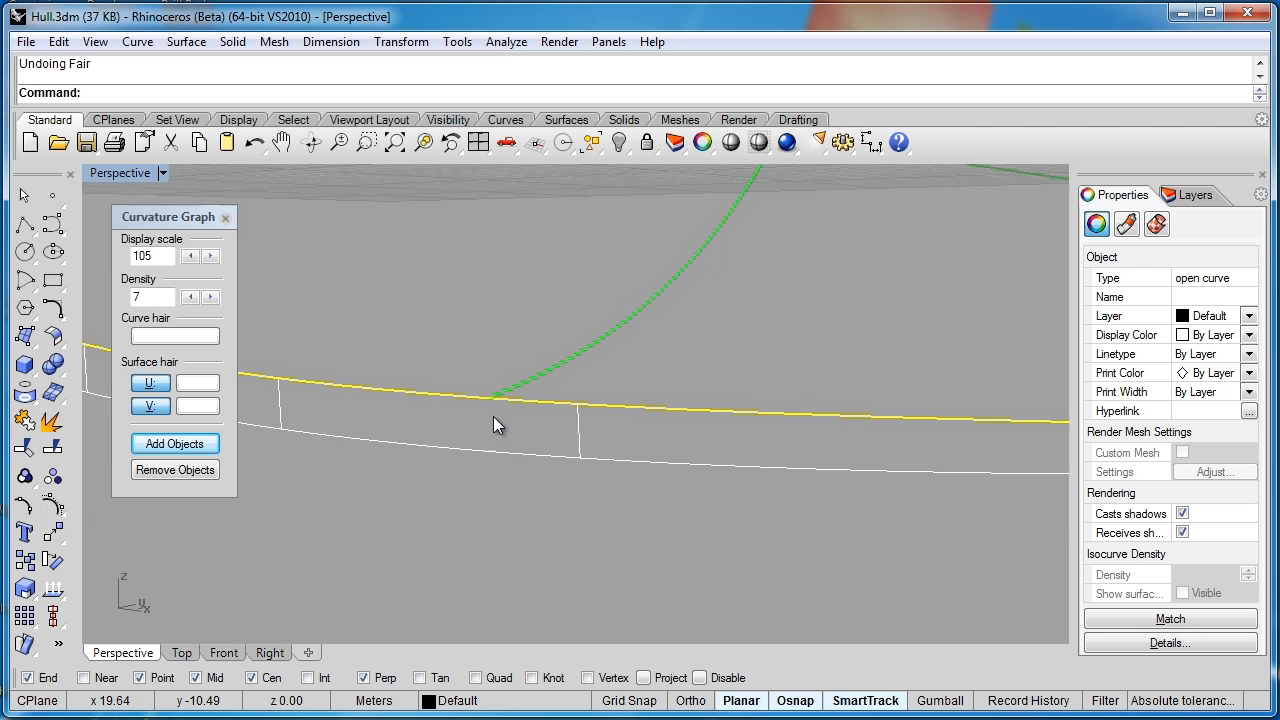 Hull.3dm (37 KB) - Rhinoceros (Beta) (64-bit VS2010) - [Perspective]
File Edit View Curve Surface Solid Mesh Dimension Transform Tools Analyze Render Panels Help
Undoing Fair
Command:
Standard CPlanes Set View Display Select Viewport Layout Visibility Curves Surfaces Solids Meshes Render Drafting
Perspective
Properties Layers
Curvature Graph
Display scale
105
Density
7
Curve hair
Surface hair
U:
V:
Add Objects
Remove Objects
Object
Type open curve
Name
Layer Default
Display Color By Layer
Linetype By Layer
Print Color By Layer
Print Width By Layer
Hyperlink ...
Render Mesh Settings
Custom Mesh
Settings Adjust...
Rendering
Casts shadows
Receives sh...
Isocurve Density
Density
Show surfac... Visible
Match
Details...
z
y
x
Perspective Top Front Right
End Near Point Mid Cen Int Perp Tan Quad Knot Vertex Project Disable
CPlane x 19.64 y -10.49 z 0.00 Meters Default Grid Snap Ortho Planar Osnap SmartTrack Gumball Record History Filter Absolute toleranc...